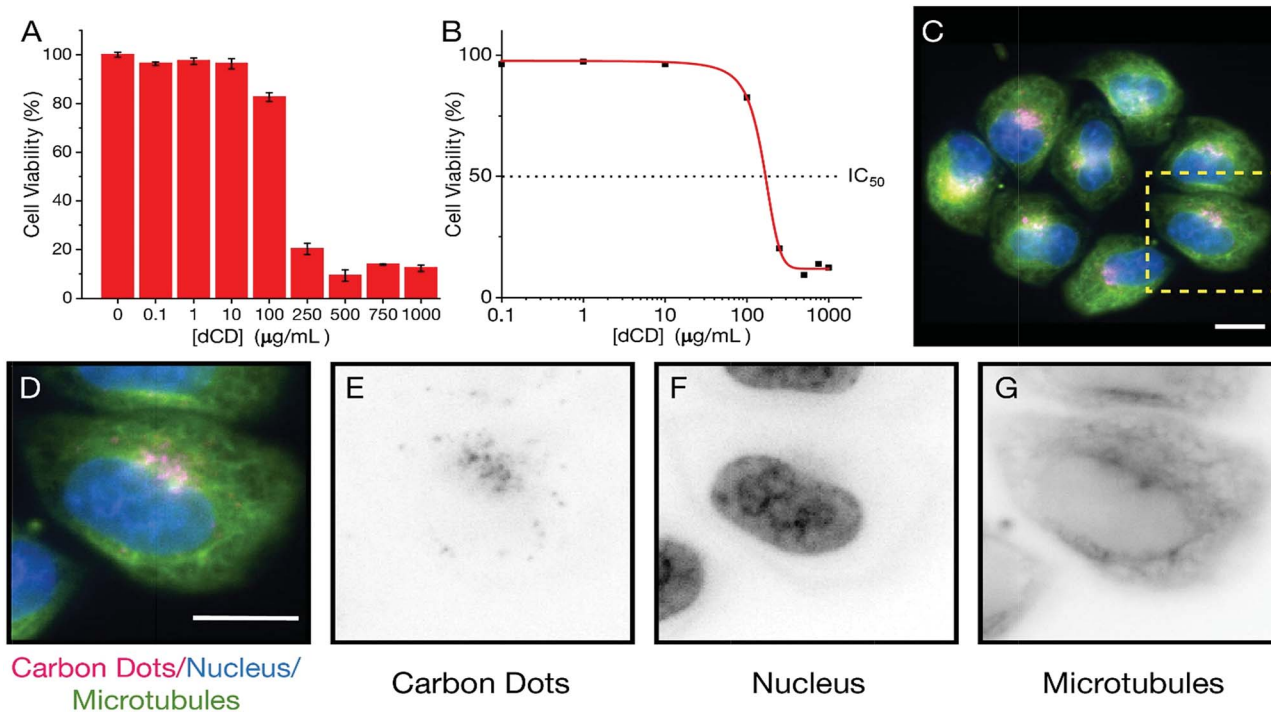 A
Cell Viability (%)
100
80
60
40
20
0
0 0.1 1 10 100 250 500 750 1000
[dCD] (µg/mL)
B
Cell Viability (%)
100
50
0
IC50
0.1 1 10 100 1000
[dCD] (µg/mL)
C
D
E
F
G
Carbon Dots/Nucleus/
Microtubules
Carbon Dots
Nucleus
Microtubules